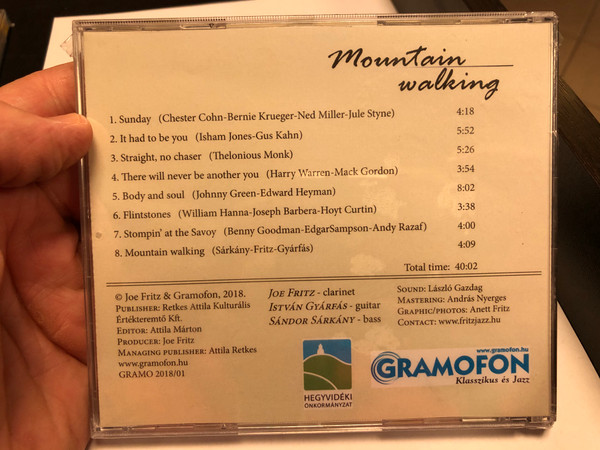 Mountain
walking
1. Sunday (Chester Cohn-Bernie Krueger-Ned Miller-Jule Styne) 4:18
2. It had to be you (Isham Jones-Gus Kahn) 5:52
3. Straight, no chaser (Thelonious Monk) 5:26
4. There will never be another you (Harry Warren-Mack Gordon) 3:54
5. Body and soul (Johnny Green-Edward Heyman) 8:02
6. Flintstones (William Hanna-Joseph Barbera-Hoyt Curtin) 3:38
7. Stompin' at the Savoy (Benny Goodman-EdgarSampson-Andy Razaf) 4:00
8. Mountain walking (Sárkány-Fritz-Gyárfás) 4:09
Total time: 40:02
© Joe Fritz & Gramofon, 2018.
Publisher: Retkes Attila Kulturális
Értékteremtő Kft.
Editor: Attila Márton
Producer: Joe Fritz
Managing publisher: Attila Retkes
www.gramofon.hu
GRAMO 2018/01
Joe Fritz - clarinet
István Gyárfás - guitar
Sándor Sárkány - bass
Sound: László Gazdag
Mastering: András Nyerges
Graphic/photos: Anett Fritz
Contact: www.fritzjazz.hu
HEGYVIDÉKI
ÖNKORMÁNYZAT
www.gramofon.hu
GRAMOFON
Klasszikus és Jazz